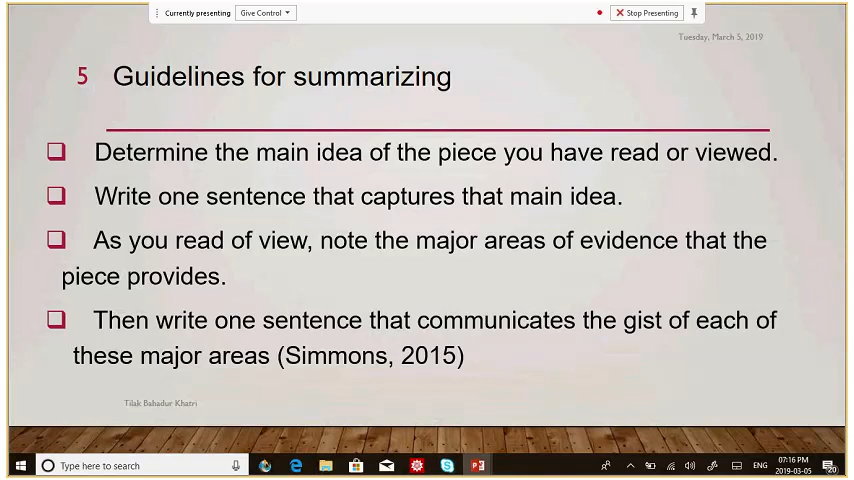 Currently presenting
Give Control
Stop Presenting
Tuesday, March 5, 2019
5 Guidelines for summarizing
Determine the main idea of the piece you have read or viewed.
Write one sentence that captures that main idea.
As you read of view, note the major areas of evidence that the
piece provides.
Then write one sentence that communicates the gist of each of
these major areas (Simmons, 2015)
Tilak Bahadur Khatri
Type here to search
ENG
07:16 PM
2019-03-05
20